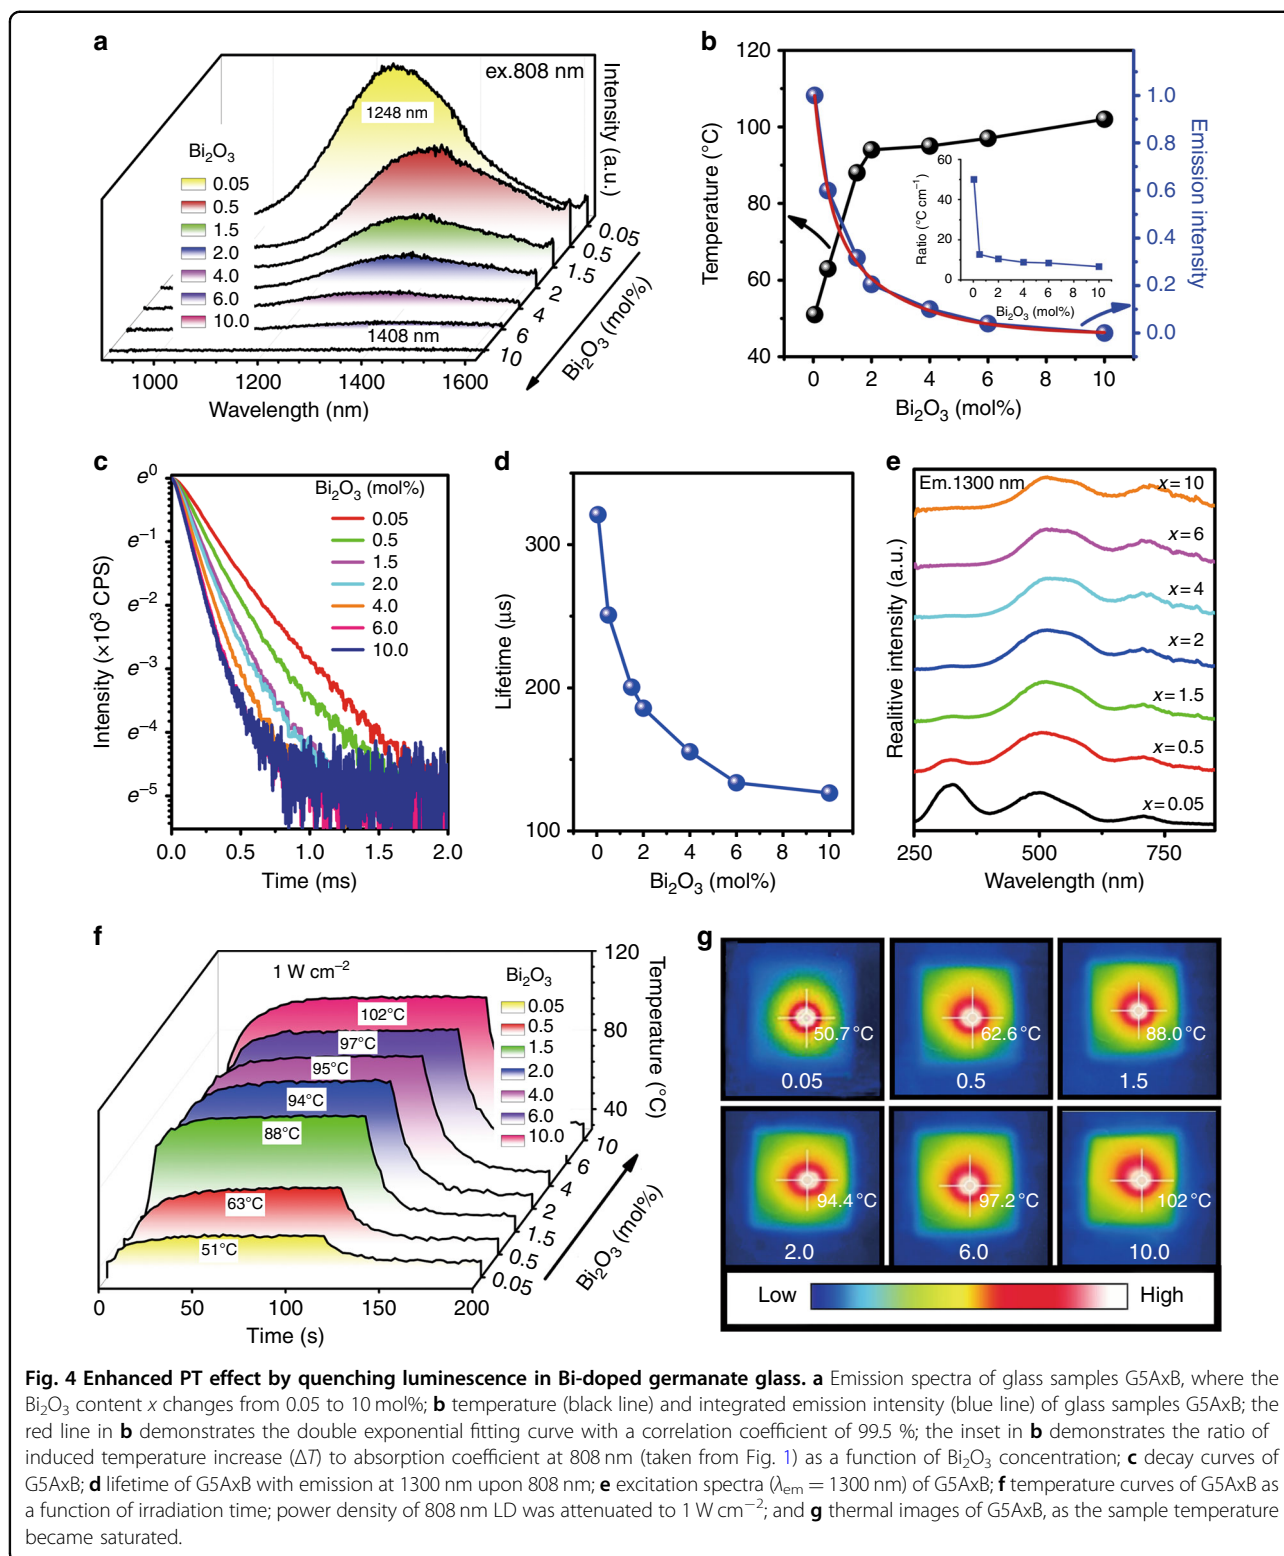 a
ex.808 nm
1248 nm
Intensity (a.u.)
Bi₂O₃
0.05
0.5
1.5
2.0
4.0
6.0
10.0
1408 nm
0.05
0.5
1.5
2
4
6
10
Bi₂O₃ (mol%)
1000 1200 1400 1600
Wavelength (nm)
b
120
100
80
60
40
Temperature (°C)
1.0
0.8
0.6
0.4
0.2
0.0
Emission intensity
60
40
20
0
Ratio (°C cm⁻¹)
0 2 4 6 8 10
Bi₂O₃ (mol%)
0 2 4 6 8 10
Bi₂O₃ (mol%)
c
e⁰
e⁻¹
e⁻²
e⁻³
e⁻⁴
e⁻⁵
Intensity (×10³ CPS)
Bi₂O₃ (mol%)
0.05
0.5
1.5
2.0
4.0
6.0
10.0
0.0 0.5 1.0 1.5 2.0
Time (ms)
d
300
200
100
Lifetime (µs)
0 2 4 6 8 10
Bi₂O₃ (mol%)
e
Em.1300 nm
x = 10
x = 6
x = 4
x = 2
x = 1.5
x = 0.5
x = 0.05
Realitive intensity (a.u.)
250 500 750
Wavelength (nm)
f
1 W cm⁻²
Bi₂O₃
0.05
0.5
1.5
2.0
4.0
6.0
10.0
120
80
40
Temperature (°C)
102°C
97°C
95°C
94°C
88°C
63°C
51°C
10
6
4
2
1.5
0.5
0.05
Bi₂O₃ (mol%)
0 50 100 150 200
Time (s)
g
50.7 °C
0.05
62.6 °C
0.5
88.0 °C
1.5
94.4 °C
2.0
97.2 °C
6.0
102 °C
10.0
Low High
Fig. 4 Enhanced PT effect by quenching luminescence in Bi-doped germanate glass. a Emission spectra of glass samples G5AxB, where the
Bi₂O₃ content x changes from 0.05 to 10 mol%; b temperature (black line) and integrated emission intensity (blue line) of glass samples G5AxB; the
red line in b demonstrates the double exponential fitting curve with a correlation coefficient of 99.5 %; the inset in b demonstrates the ratio of
induced temperature increase (ΔT) to absorption coefficient at 808 nm (taken from Fig. 1) as a function of Bi₂O₃ concentration; c decay curves of
G5AxB; d lifetime of G5AxB with emission at 1300 nm upon 808 nm; e excitation spectra (λem = 1300 nm) of G5AxB; f temperature curves of G5AxB as
a function of irradiation time; power density of 808 nm LD was attenuated to 1 W cm⁻²; and g thermal images of G5AxB, as the sample temperature
became saturated.